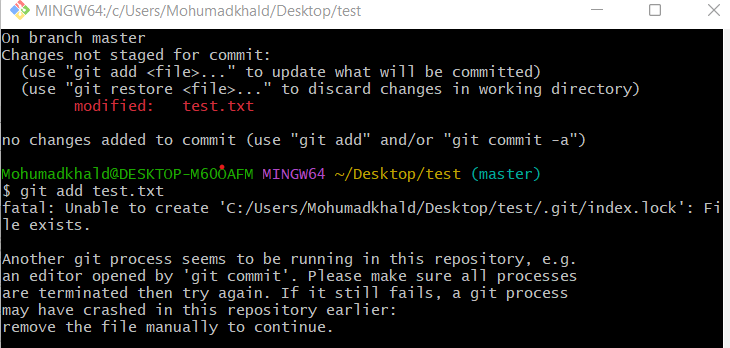 MINGW64:/c/Users/Mohumadkhald/Desktop/test
On branch master
Changes not staged for commit:
  (use "git add <file>..." to update what will be committed)
  (use "git restore <file>..." to discard changes in working directory)
        modified:   test.txt

no changes added to commit (use "git add" and/or "git commit -a")

Mohumadkhald@DESKTOP-M6OOAFM MINGW64 ~/Desktop/test (master)
$ git add test.txt
fatal: Unable to create 'C:/Users/Mohumadkhald/Desktop/test/.git/index.lock': Fi
le exists.

Another git process seems to be running in this repository, e.g.
an editor opened by 'git commit'. Please make sure all processes
are terminated then try again. If it still fails, a git process
may have crashed in this repository earlier:
remove the file manually to continue.